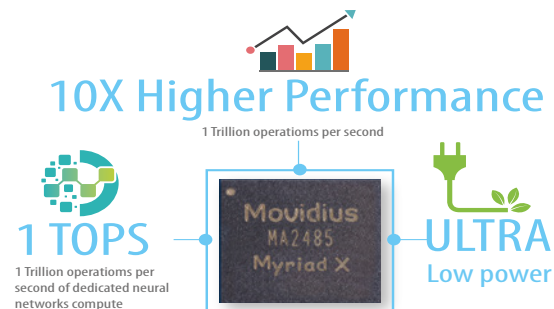 10X Higher Performance
1 Trillion operatioms per second
1 TOPS
1 Trillion operatioms per
second of dedicated neural
networks compute
Movidius
MA2485
Myriad X
ULTRA
Low power